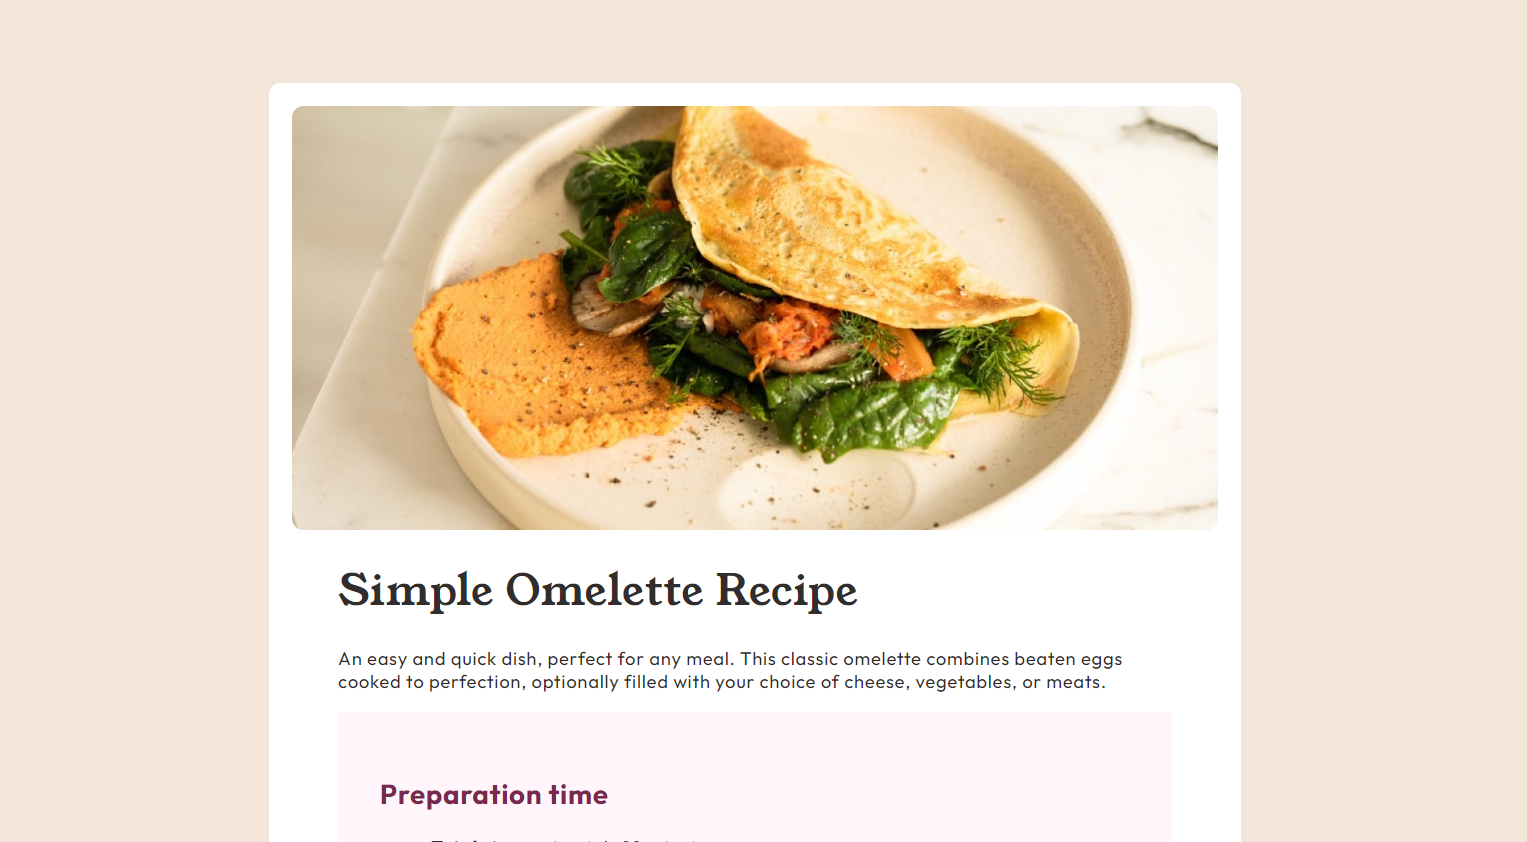 Simple Omelette Recipe
An easy and quick dish, perfect for any meal. This classic omelette combines beaten eggs
cooked to perfection, optionally filled with your choice of cheese, vegetables, or meats.
Preparation time